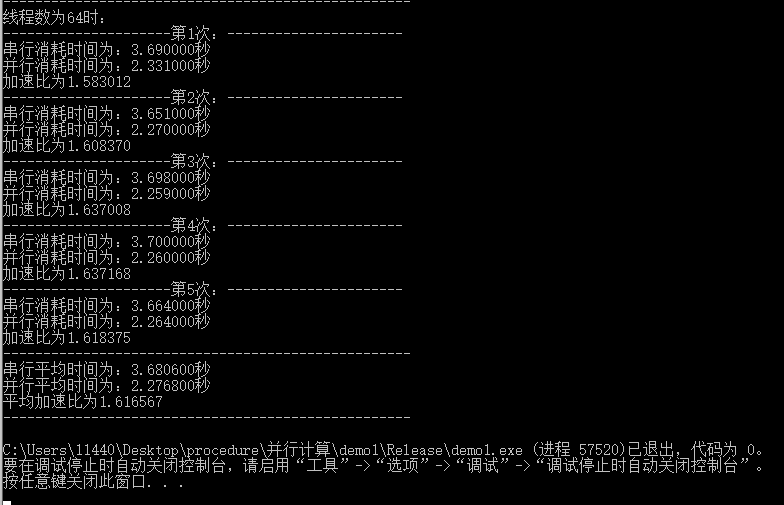 ---------------------------------------------------
线程数为64时：
---------------------第1次：----------------------
串行消耗时间为：3.690000秒
并行消耗时间为：2.331000秒
加速比为1.583012
---------------------第2次：----------------------
串行消耗时间为：3.651000秒
并行消耗时间为：2.270000秒
加速比为1.608370
---------------------第3次：----------------------
串行消耗时间为：3.698000秒
并行消耗时间为：2.259000秒
加速比为1.637008
---------------------第4次：----------------------
串行消耗时间为：3.700000秒
并行消耗时间为：2.260000秒
加速比为1.637168
---------------------第5次：----------------------
串行消耗时间为：3.664000秒
并行消耗时间为：2.264000秒
加速比为1.618375
---------------------------------------------------
串行平均时间为：3.680600秒
并行平均时间为：2.276800秒
平均加速比为1.616567
---------------------------------------------------
C:\Users\11440\Desktop\procedure\并行计算\demo1\Release\demo1.exe (进程 57520)已退出，代码为 0。
要在调试停止时自动关闭控制台，请启用“工具”->“选项”->“调试”->“调试停止时自动关闭控制台”。
按任意键关闭此窗口. . .